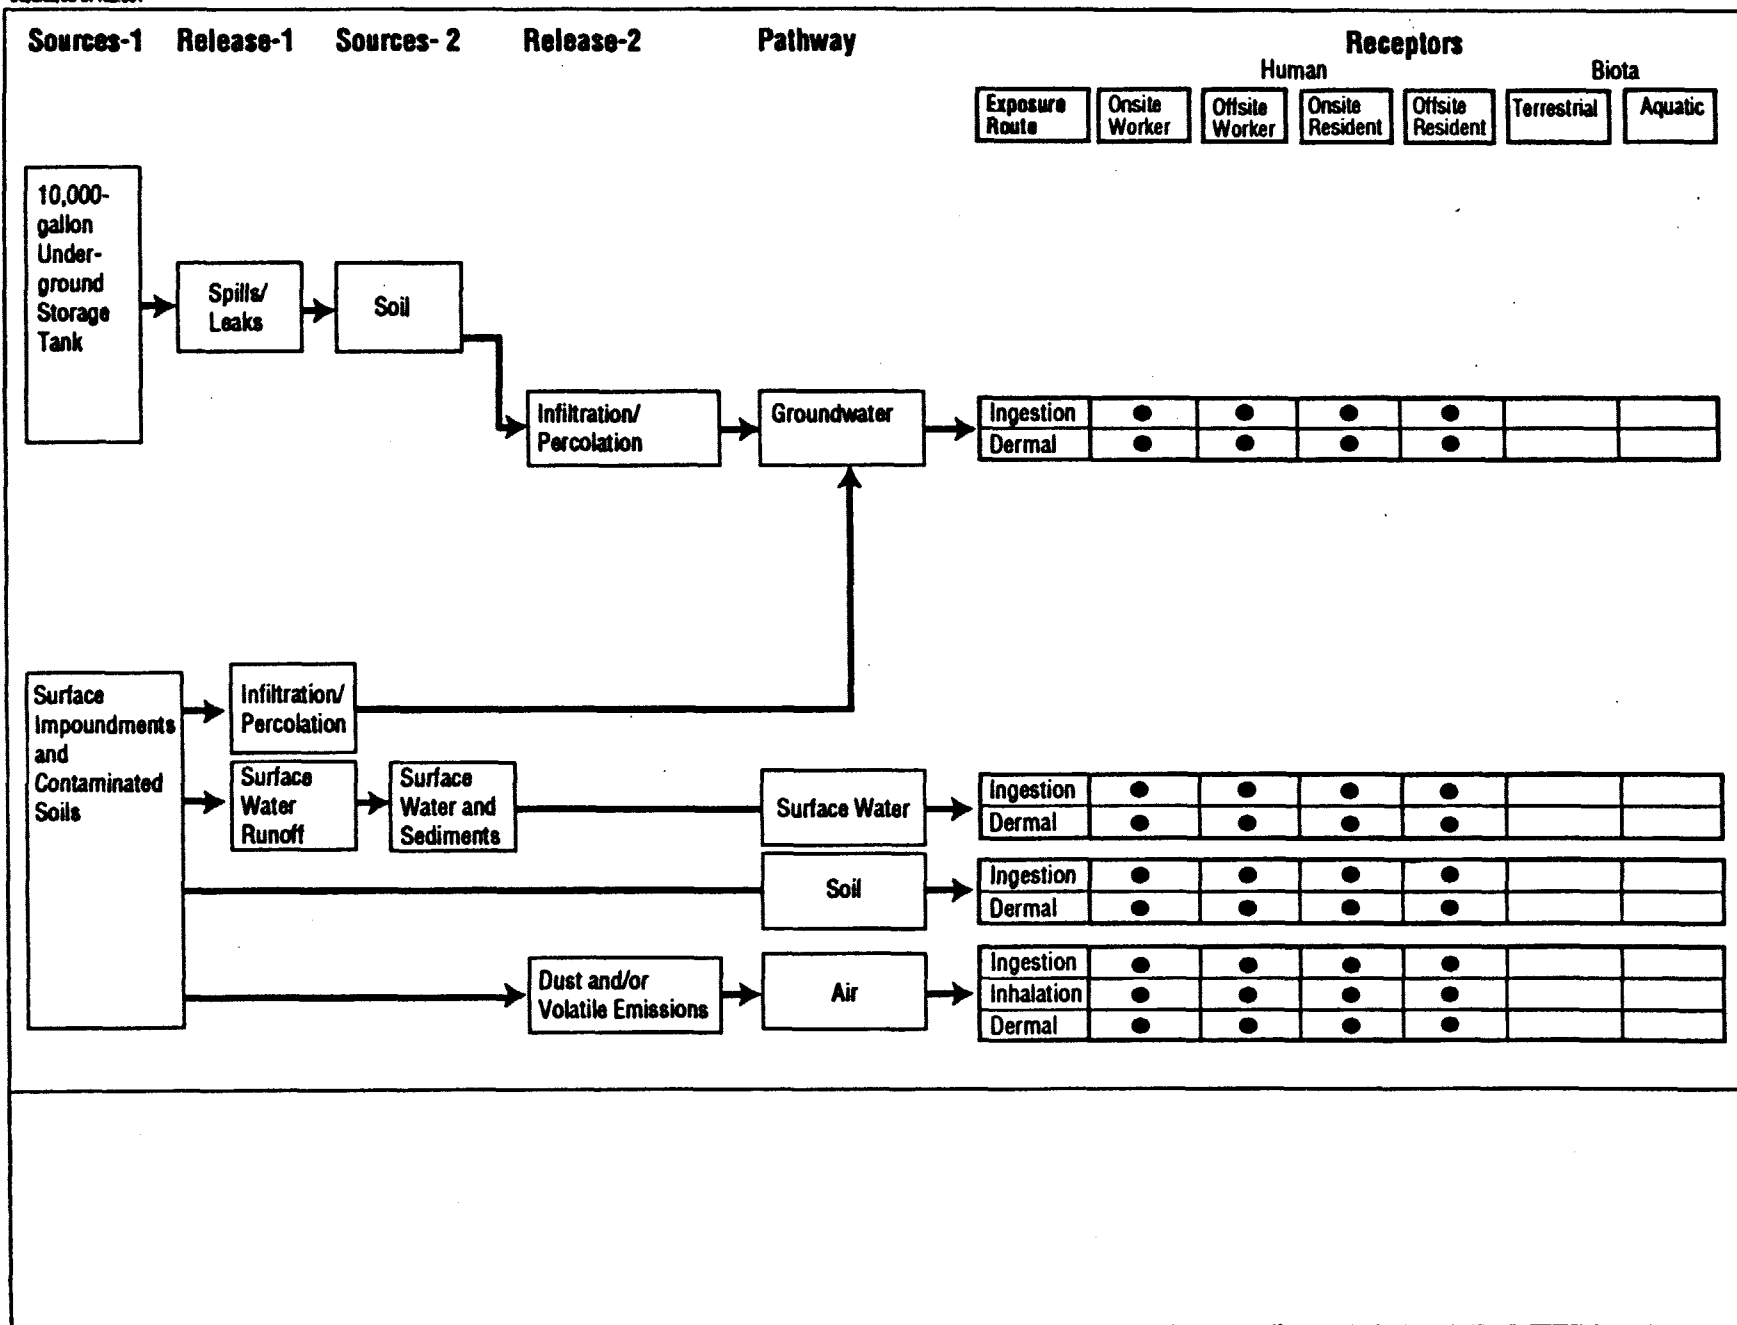 Sources-1 Release-1 Sources- 2 Release-2 Pathway Receptors
Human Biota
Exposure Route Onsite Worker Offsite Worker Onsite Resident Offsite Resident Terrestrial Aquatic
10,000-
gallon
Under-
ground
Storage
Tank
Spills/
Leaks
Soil
Infiltration/
Percolation
Groundwater
Ingestion
Dermal
Surface
Impoundments
and
Contaminated
Soils
Infiltration/
Percolation
Surface
Water
Runoff
Surface
Water and
Sediments
Surface Water
Ingestion
Dermal
Soil
Ingestion
Dermal
Dust and/or
Volatile Emissions
Air
Ingestion
Inhalation
Dermal